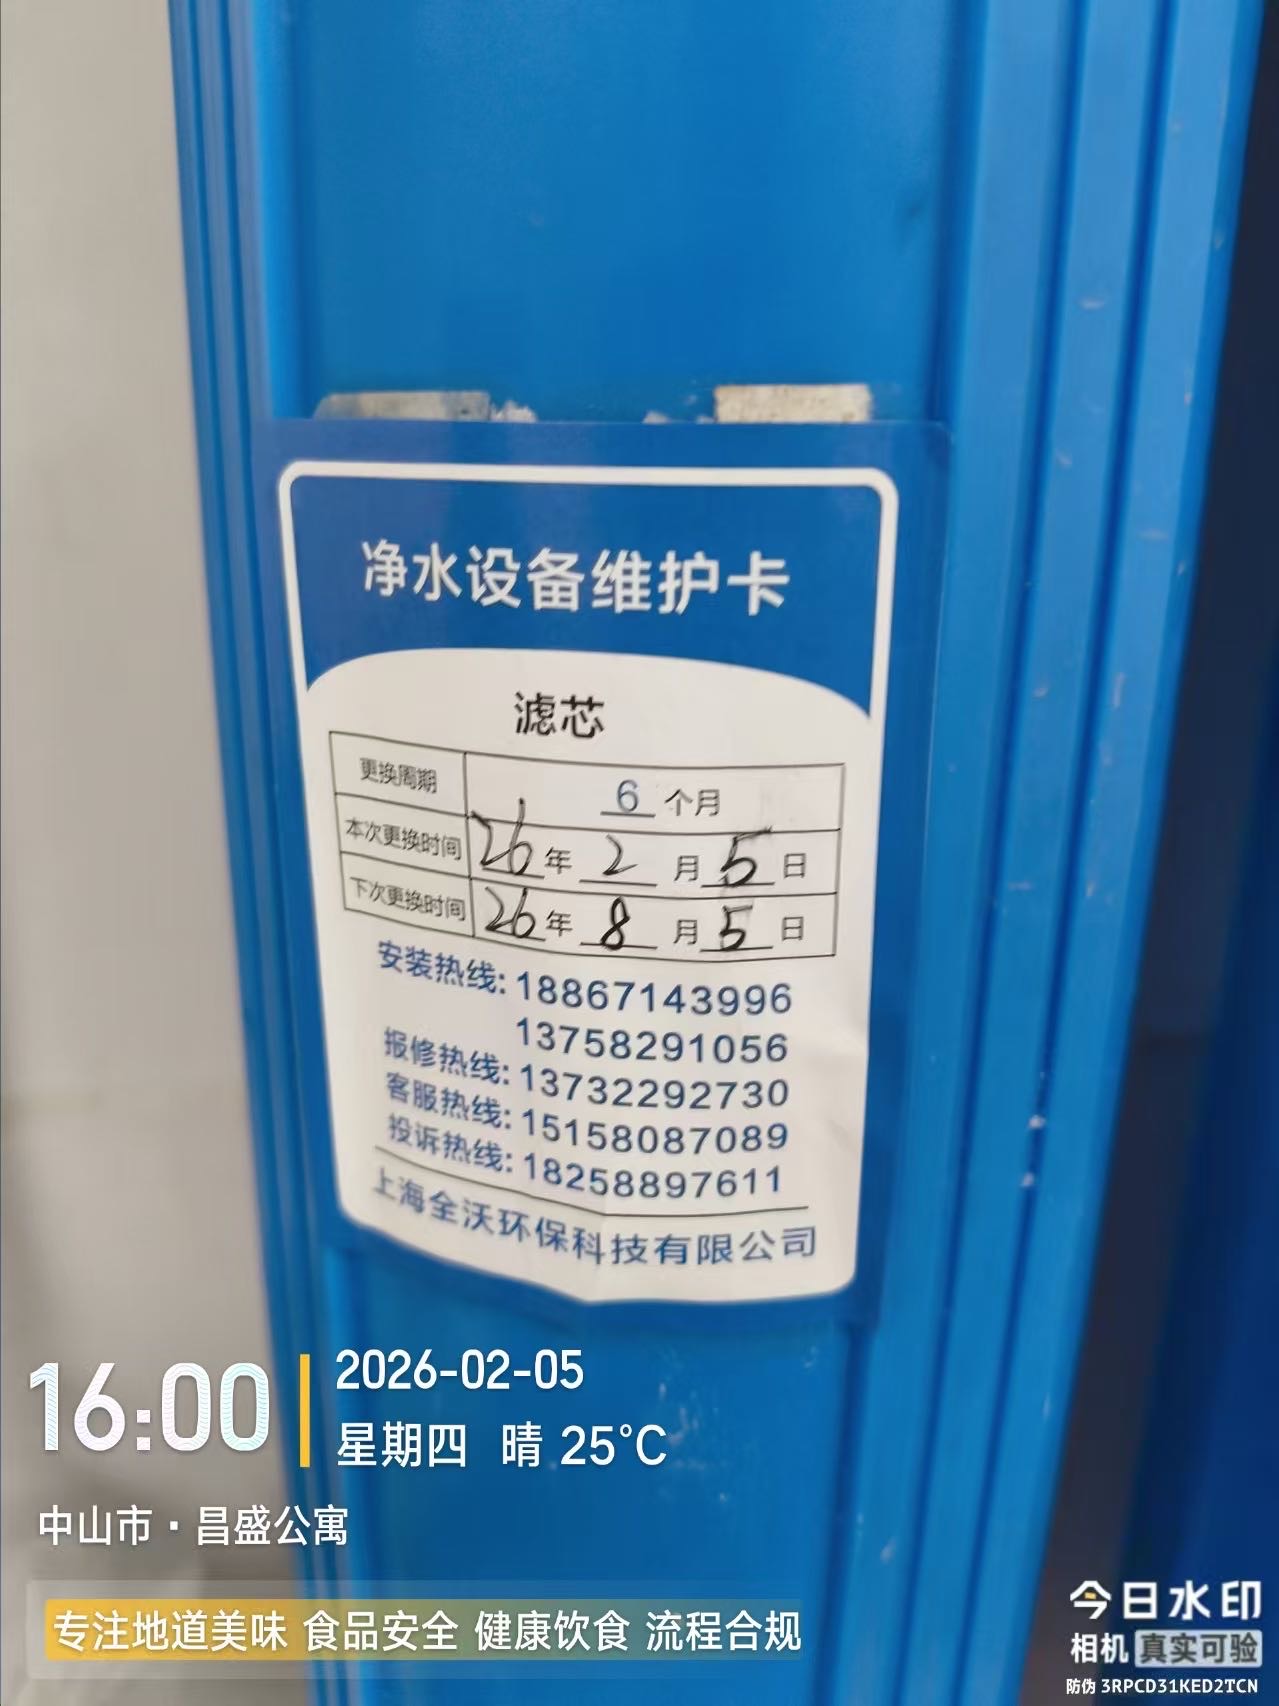 净水设备维护卡
滤芯
更换周期 6 个月
本次更换时间 26 年 2 月 5 日
下次更换时间 26 年 8 月 5 日
安装热线: 18867143996
13758291056
报修热线: 13732292730
客服热线: 15158087089
投诉热线: 18258897611
上海全沃环保科技有限公司
16:00
2026-02-05
星期四 晴 25°C
中山市·昌盛公寓
专注地道美味 食品安全 健康饮食 流程合规
今日水印
相机 真实可验
防伪 3RPCD31KED2TCN